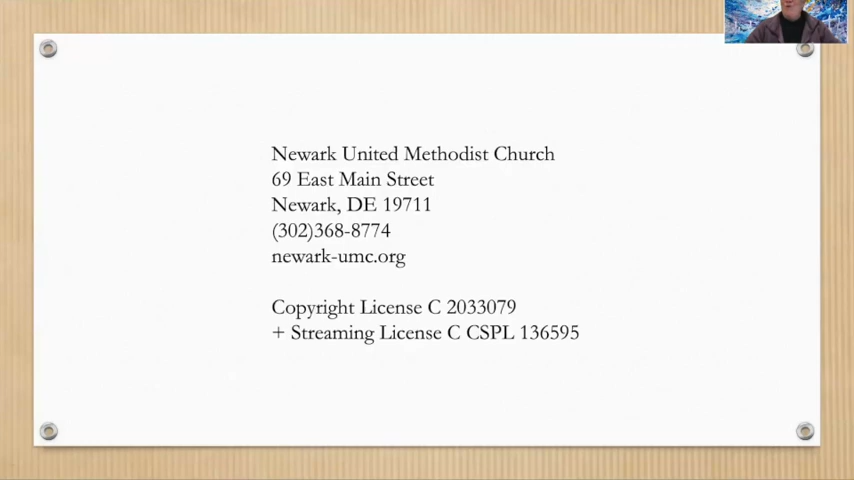 Newark United Methodist Church
69 East Main Street
Newark, DE 19711
(302)368-8774
newark-umc.org
Copyright License C 2033079
+ Streaming License C CSPL 136595